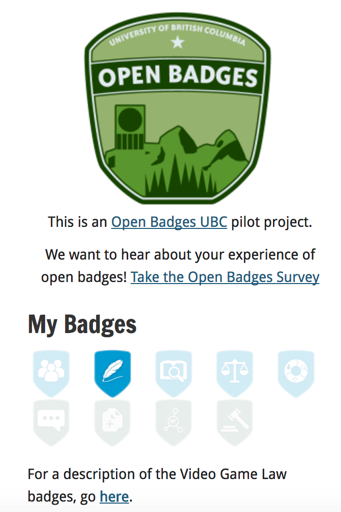 UNIVERSITY OF BRITISH COLUMBIA
OPEN BADGES
This is an Open Badges UBC pilot project.
We want to hear about your experience of
open badges! Take the Open Badges Survey
My Badges
For a description of the Video Game Law
badges, go here.